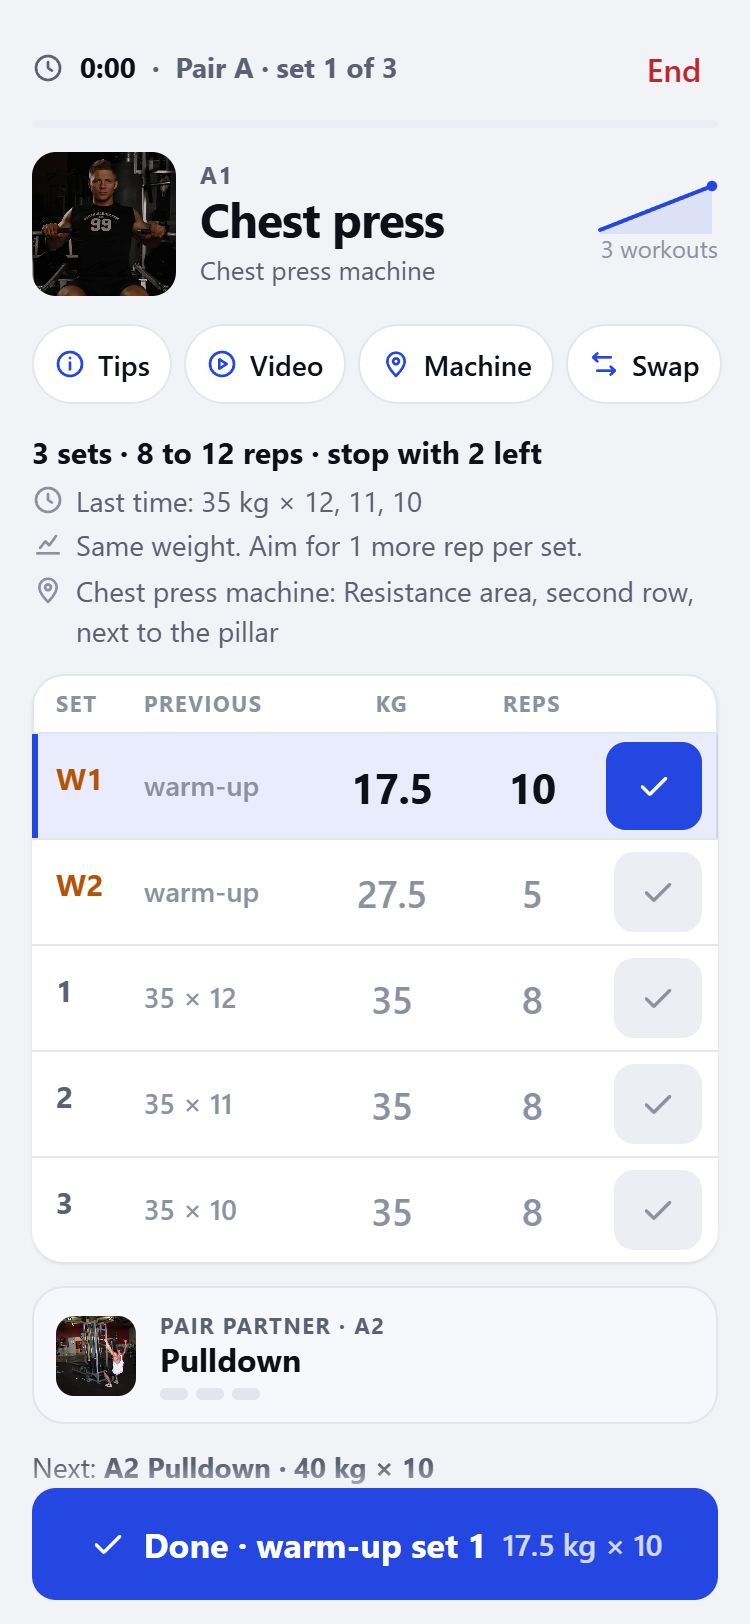 0:00 · Pair A · set 1 of 3 End
A1
Chest press
Chest press machine
3 workouts
99
Tips Video Machine Swap
3 sets · 8 to 12 reps · stop with 2 left
Last time: 35 kg × 12, 11, 10
Same weight. Aim for 1 more rep per set.
Chest press machine: Resistance area, second row,
next to the pillar
SET PREVIOUS KG REPS
W1 warm-up 17.5 10
W2 warm-up 27.5 5
1 35 × 12 35 8
2 35 × 11 35 8
3 35 × 10 35 8
PAIR PARTNER · A2
Pulldown
Next: A2 Pulldown · 40 kg × 10
Done · warm-up set 1 17.5 kg × 10